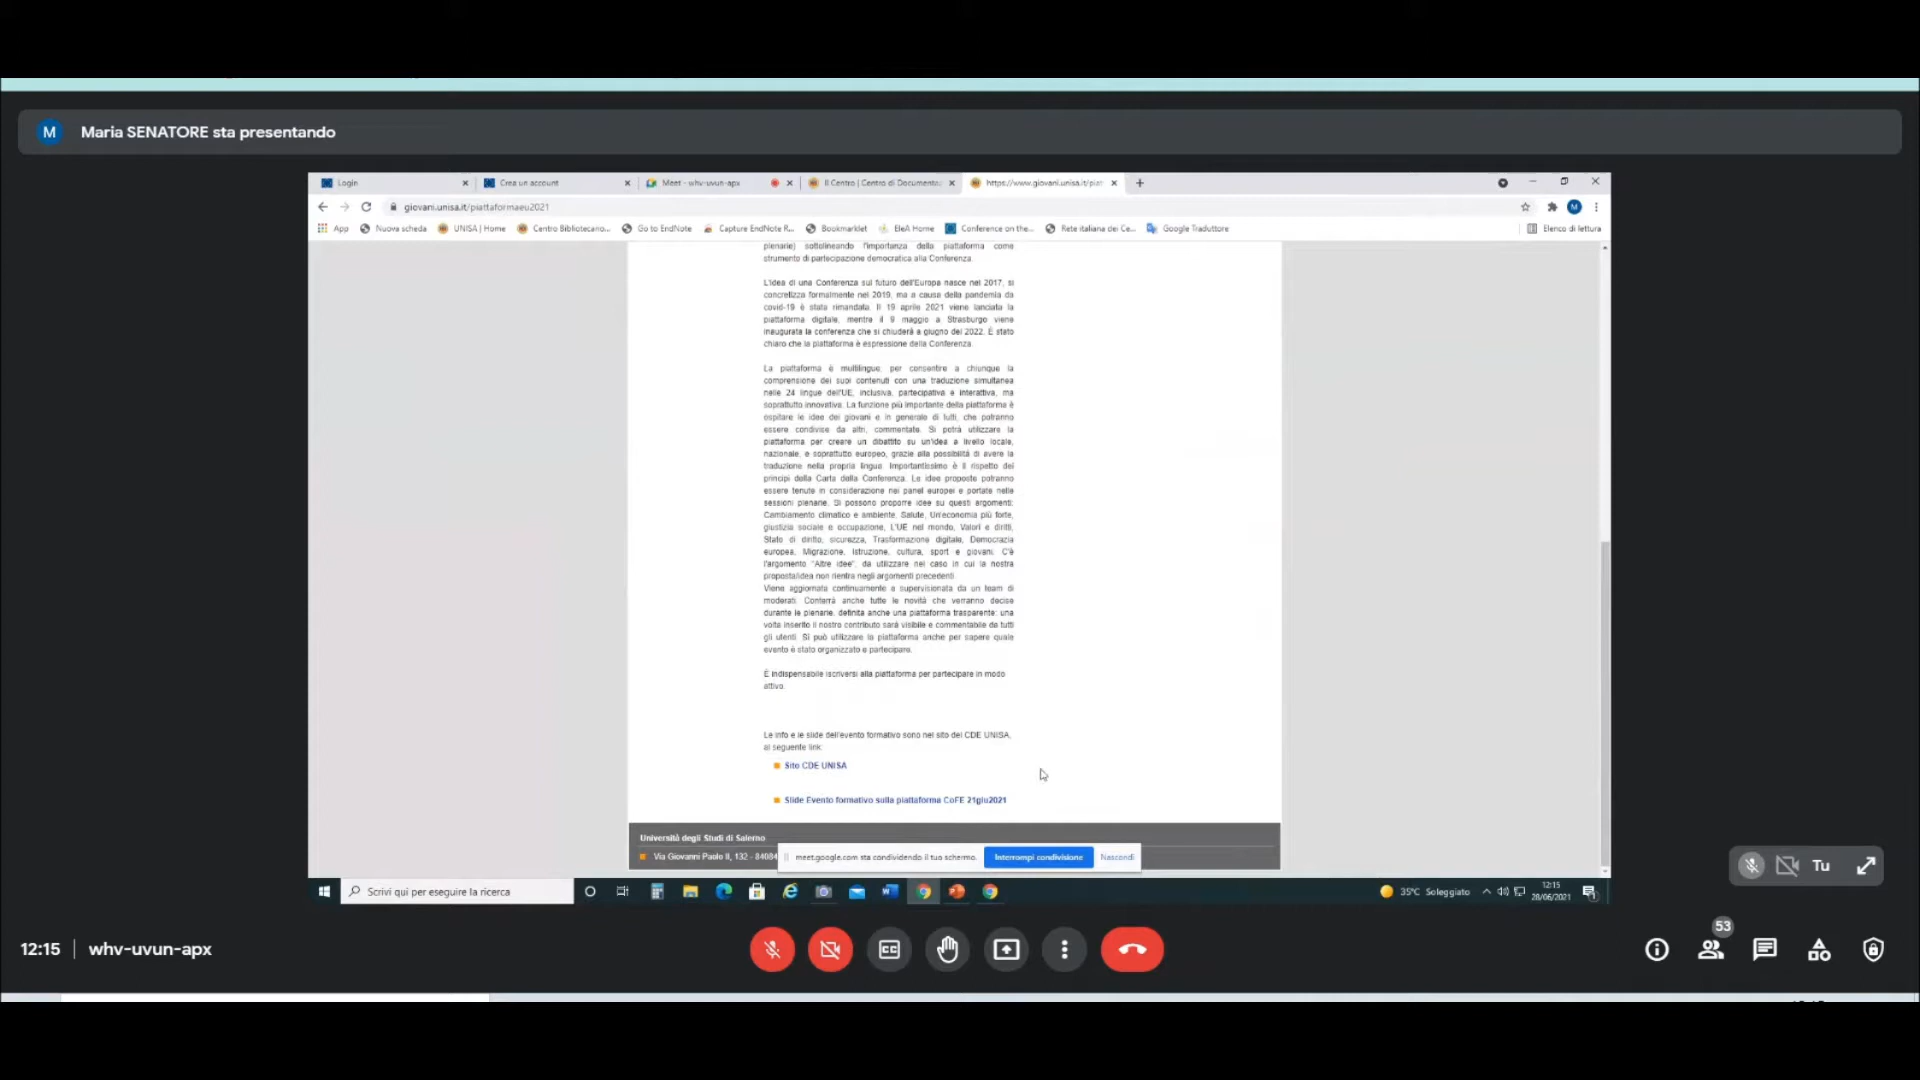 M Maria SENATORE sta presentando
Login
Crea un account
Meet - whv-uvun-apx
Il Centro | Centro di Documenta
https://www.giovani.unisa.it/piat
giovani.unisa.it/piattaformaeu2021
M
App
Nuova scheda
UNISA | Home
Centro Bibliotecario...
Go to EndNote
Capture EndNote R...
Bookmarklet
EleA Home
Conference on the...
Rete italiana dei Ce...
Google Traduttore
Elenco di lettura
plenarie) sottolineando l'importanza della piattaforma come
strumento di partecipazione democratica alla Conferenza.
L'idea di una Conferenza sul futuro dell'Europa nasce nel 2017, si
concretizza formalmente nel 2019, ma a causa della pandemia da
covid-19 è stata rimandata. Il 19 aprile 2021 viene lanciata la
piattaforma digitale, mentre il 9 maggio a Strasburgo viene
inaugurata la conferenza che si chiuderà a giugno del 2022. È stato
chiaro che la piattaforma è espressione della Conferenza.
La piattaforma è multilingue, per consentire a chiunque la
comprensione dei suoi contenuti con una traduzione simultanea
nelle 24 lingue dell'UE, inclusiva, partecipativa e interattiva, ma
soprattutto innovativa. La funzione più importante della piattaforma è
ospitare le idee dei giovani e in generale di tutti, che potranno
essere condivise da altri, commentate. Si potrà utilizzare la
piattaforma per creare un dibattito su un'idea a livello locale,
nazionale, e soprattutto europeo, grazie alla possibilità di avere la
traduzione nella propria lingua. Importantissimo è il rispetto dei
principi della Carta della Conferenza. Le idee proposte potranno
essere tenute in considerazione nei panel europei e portate nelle
sessioni plenarie. Si possono proporre idee su questi argomenti:
Cambiamento climatico e ambiente, Salute, Un'economia più forte,
giustizia sociale e occupazione, L'UE nel mondo, Valori e diritti,
Stato di diritto, sicurezza, Trasformazione digitale, Democrazia
europea, Migrazione, Istruzione, cultura, sport e giovani. C'è
l'argomento "Altre idee", da utilizzare nel caso in cui la nostra
proposta/idea non rientra negli argomenti precedenti
Viene aggiornata continuamente e supervisionata da un team di
moderati. Conterrà anche tutte le novità che verranno decise
durante le plenarie, definita anche una piattaforma trasparente: una
volta inserito il nostro contributo sarà visibile e commentabile da tutti
gli utenti. Si può utilizzare la piattaforma anche per sapere quale
evento è stato organizzato e partecipare.
È indispensabile iscriversi alla piattaforma per partecipare in modo
attivo.
Le info e le slide dell'evento formativo sono nel sito del CDE UNISA,
al seguente link:
Sito CDE UNISA
Slide Evento formativo sulla piattaforma CoFE 21giu2021
Università degli Studi di Salerno
Via Giovanni Paolo II, 132 - 84084
meet.google.com sta condividendo il tuo schermo.
Interrompi condivisione
Nascondi
Tu
Scrivi qui per eseguire la ricerca
35°C Soleggiato
12:15
28/06/2021
12:15 | whv-uvun-apx
53